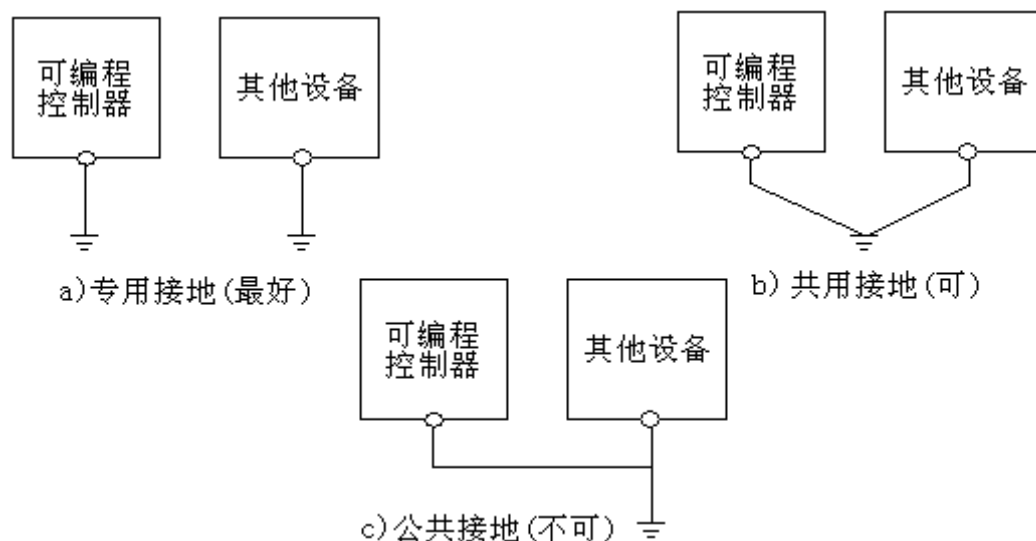 可编程
控制器
其他设备
a)专用接地(最好)
可编程
控制器
其他设备
b) 共用接地(可)
可编程
控制器
其他设备
c)公共接地(不可)